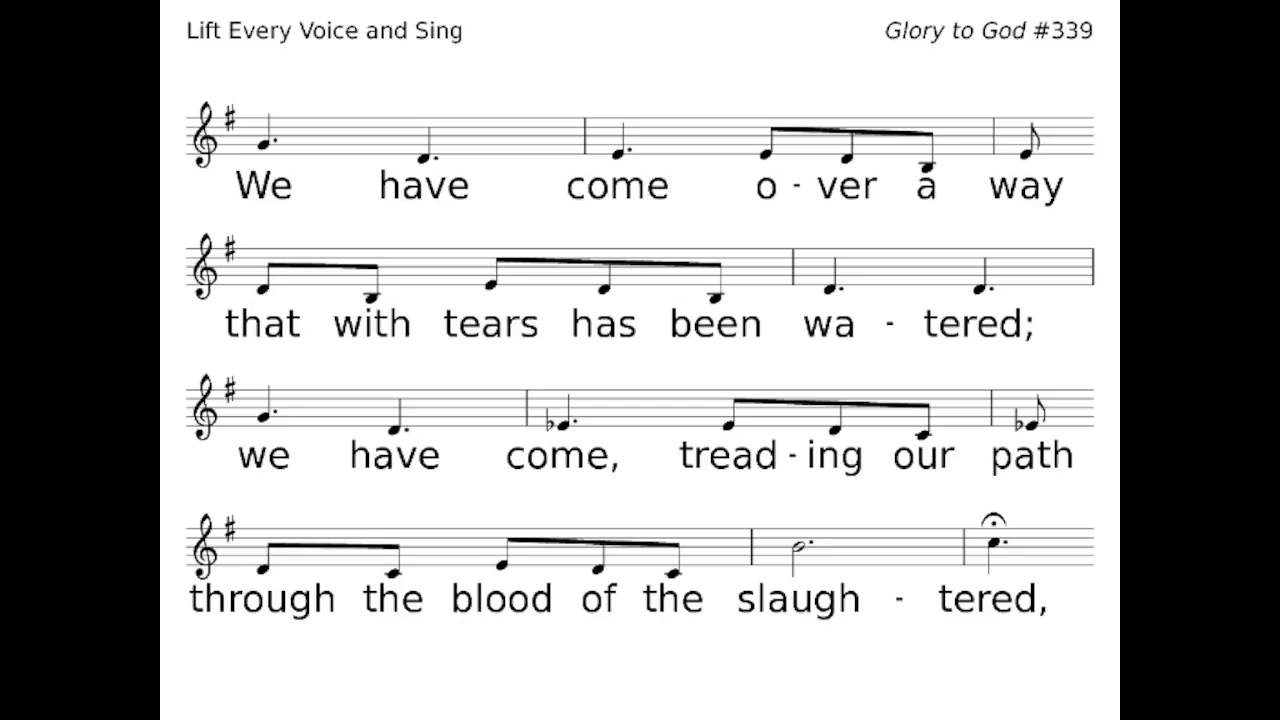 Lift Every Voice and Sing
Glory to God #339
We have come o - ver a way
that with tears has been wa - tered;
we have come, tread - ing our path
through the blood of the slaugh - tered,